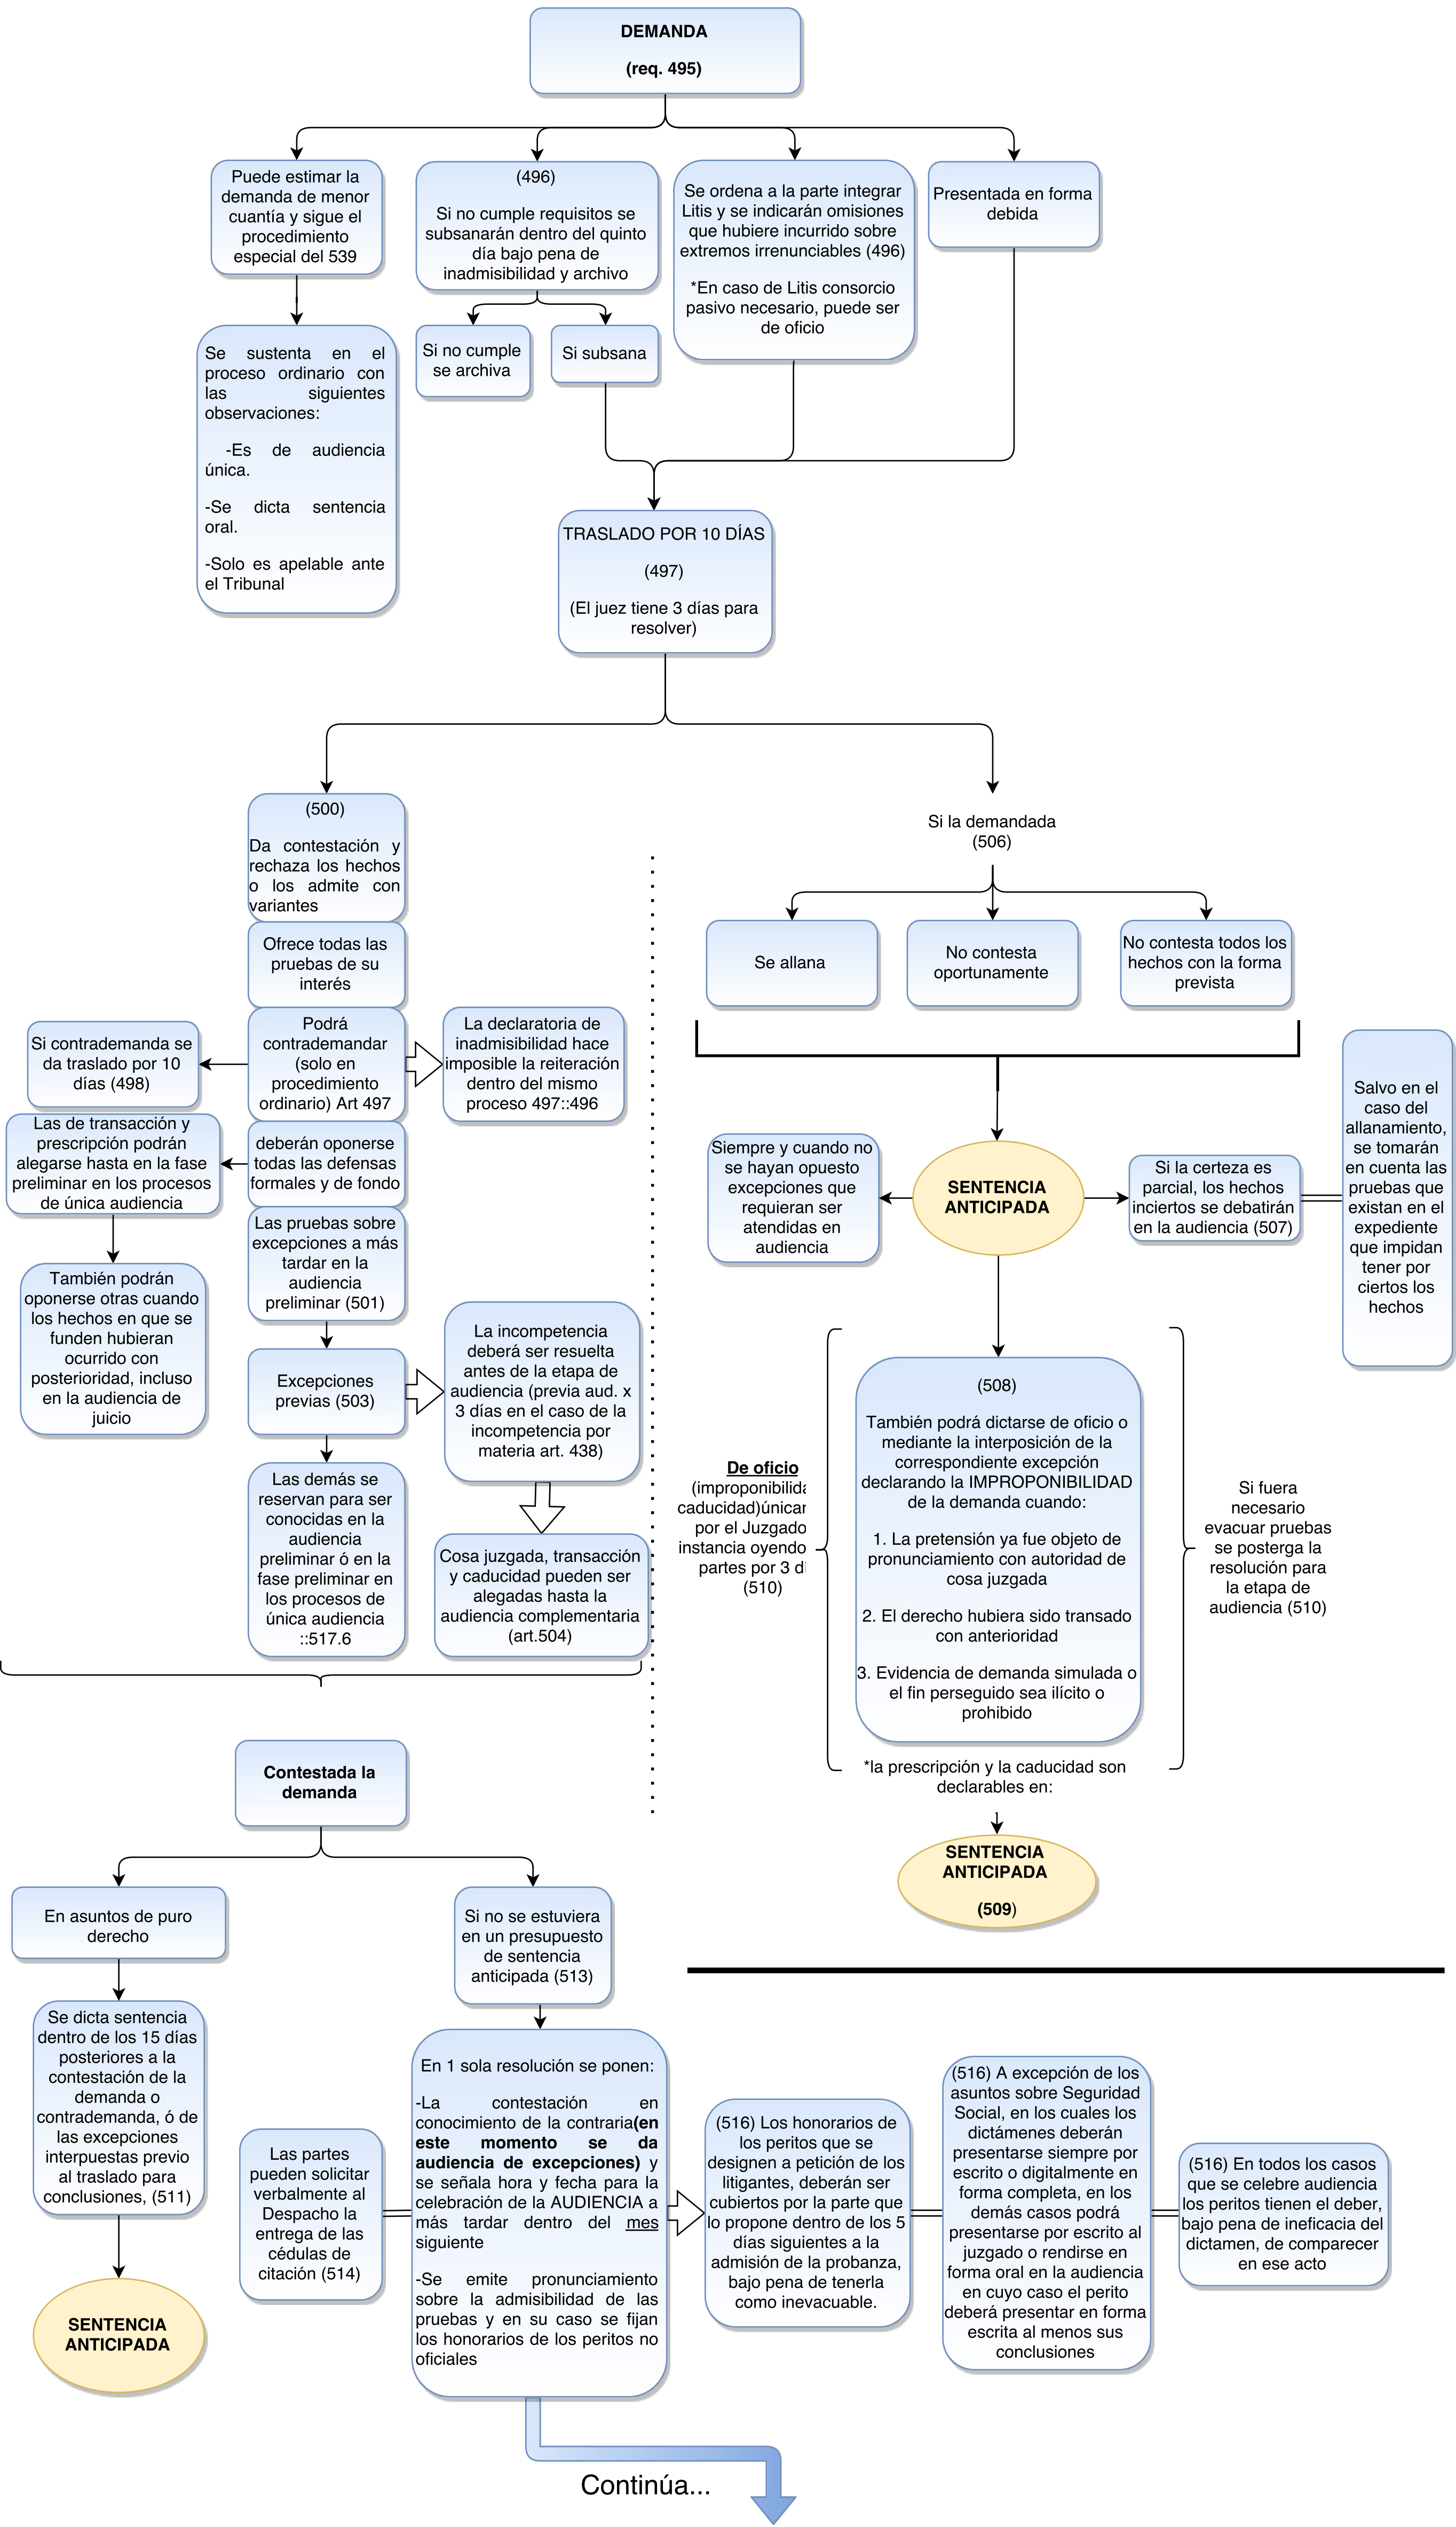 DEMANDA
(req. 495)
Puede estimar la
demanda de menor
cuantía y sigue el
procedimiento
especial del 539
(496)
Si no cumple requisitos se
subsanarán dentro del quinto
día bajo pena de
inadmisibilidad y archivo
Se ordena a la parte integrar
Litis y se indicarán omisiones
que hubiere incurrido sobre
extremos irrenunciables (496)
*En caso de Litis consorcio
pasivo necesario, puede ser
de oficio
Presentada en forma
debida
Se sustenta en el
proceso ordinario con
las siguientes
observaciones:
-Es de audiencia
única.
-Se dicta sentencia
oral.
-Solo es apelable ante
el Tribunal
Si no cumple
se archiva
Si subsana
TRASLADO POR 10 DÍAS
(497)
(El juez tiene 3 días para
resolver)
(500)
Da contestación y
rechaza los hechos
o los admite con
variantes
Ofrece todas las
pruebas de su
interés
Podrá
contrademandar
(solo en
procedimiento
ordinario) Art 497
Si contrademanda se
da traslado por 10
días (498)
La declaratoria de
inadmisibilidad hace
imposible la reiteración
dentro del mismo
proceso 497::496
deberán oponerse
todas las defensas
formales y de fondo
Las de transacción y
prescripción podrán
alegarse hasta en la fase
preliminar en los procesos
de única audiencia
También podrán
oponerse otras cuando
los hechos en que se
funden hubieran
ocurrido con
posterioridad, incluso
en la audiencia de
juicio
Las pruebas sobre
excepciones a más
tardar en la
audiencia
preliminar (501)
Excepciones
previas (503)
La incompetencia
deberá ser resuelta
antes de la etapa de
audiencia (previa aud. x
3 días en el caso de la
incompetencia por
materia art. 438)
Las demás se
reservan para ser
conocidas en la
audiencia
preliminar ó en la
fase preliminar en
los procesos de
única audiencia
::517.6
Cosa juzgada, transacción
y caducidad pueden ser
alegadas hasta la
audiencia complementaria
(art.504)
Si la demandada
(506)
Se allana
No contesta
oportunamente
No contesta todos los
hechos con la forma
prevista
Siempre y cuando no
se hayan opuesto
excepciones que
requieran ser
atendidas en
audiencia
SENTENCIA
ANTICIPADA
Si la certeza es
parcial, los hechos
inciertos se debatirán
en la audiencia (507)
Salvo en el
caso del
allanamiento,
se tomarán
en cuenta las
pruebas que
existan en el
expediente
que impidan
tener por
ciertos los
hechos
De oficio
(improponibilida
caducidad)únicar
por el Juzgado
instancia oyendo
partes por 3 d
(510)
(508)
También podrá dictarse de oficio o
mediante la interposición de la
correspondiente excepción
declarando la IMPROPONIBILIDAD
de la demanda cuando:
1. La pretensión ya fue objeto de
pronunciamiento con autoridad de
cosa juzgada
2. El derecho hubiera sido transado
con anterioridad
3. Evidencia de demanda simulada o
el fin perseguido sea ilícito o
prohibido
Si fuera
necesario
evacuar pruebas
se posterga la
resolución para
la etapa de
audiencia (510)
*la prescripción y la caducidad son
declarables en:
SENTENCIA
ANTICIPADA
(509)
Contestada la
demanda
En asuntos de puro
derecho
Si no se estuviera
en un presupuesto
de sentencia
anticipada (513)
Se dicta sentencia
dentro de los 15 días
posteriores a la
contestación de la
demanda o
contrademanda, ó de
las excepciones
interpuestas previo
al traslado para
conclusiones, (511)
SENTENCIA
ANTICIPADA
Las partes
pueden solicitar
verbalmente al
Despacho la
entrega de las
cédulas de
citación (514)
En 1 sola resolución se ponen:
-La contestación en
conocimiento de la contraria(en
este momento se da
audiencia de excepciones) y
se señala hora y fecha para la
celebración de la AUDIENCIA a
más tardar dentro del mes
siguiente
-Se emite pronunciamiento
sobre la admisibilidad de las
pruebas y en su caso se fijan
los honorarios de los peritos no
oficiales
(516) Los honorarios de
los peritos que se
designen a petición de los
litigantes, deberán ser
cubiertos por la parte que
lo propone dentro de los 5
días siguientes a la
admisión de la probanza,
bajo pena de tenerla
como inevacuable.
(516) A excepción de los
asuntos sobre Seguridad
Social, en los cuales los
dictámenes deberán
presentarse siempre por
escrito o digitalmente en
forma completa, en los
demás casos podrá
presentarse por escrito al
juzgado o rendirse en
forma oral en la audiencia
en cuyo caso el perito
deberá presentar en forma
escrita al menos sus
conclusiones
(516) En todos los casos
que se celebre audiencia
los peritos tienen el deber,
bajo pena de ineficacia del
dictamen, de comparecer
en ese acto
Continúa...